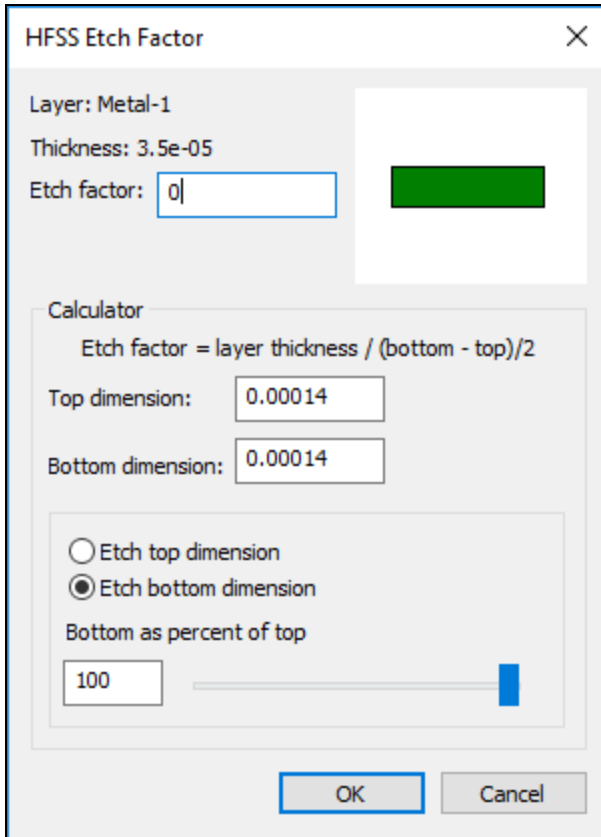 HFSS Etch Factor
Layer: Metal-1
Thickness: 3.5e-05
Etch factor: 0
Calculator
Etch factor = layer thickness / (bottom - top)/2
Top dimension: 0.00014
Bottom dimension: 0.00014
Etch top dimension
Etch bottom dimension
Bottom as percent of top
100
OK Cancel